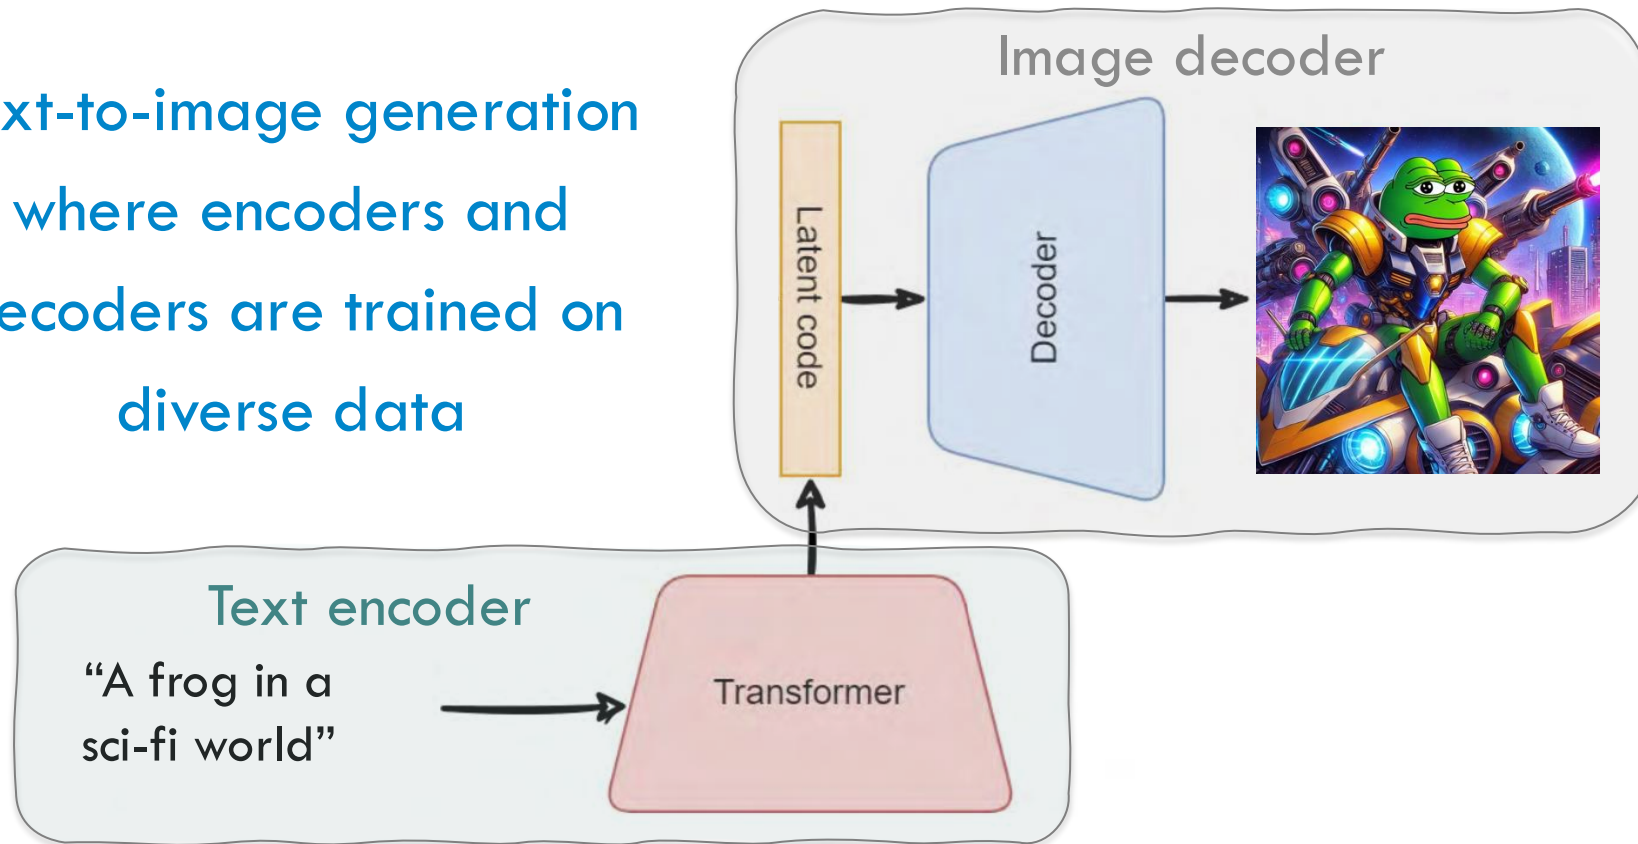 xt-to-image generation
where encoders and
ecoders are trained on
diverse data
Image decoder
Latent code
Decoder
Text encoder
“A frog in a
sci-fi world”
Transformer